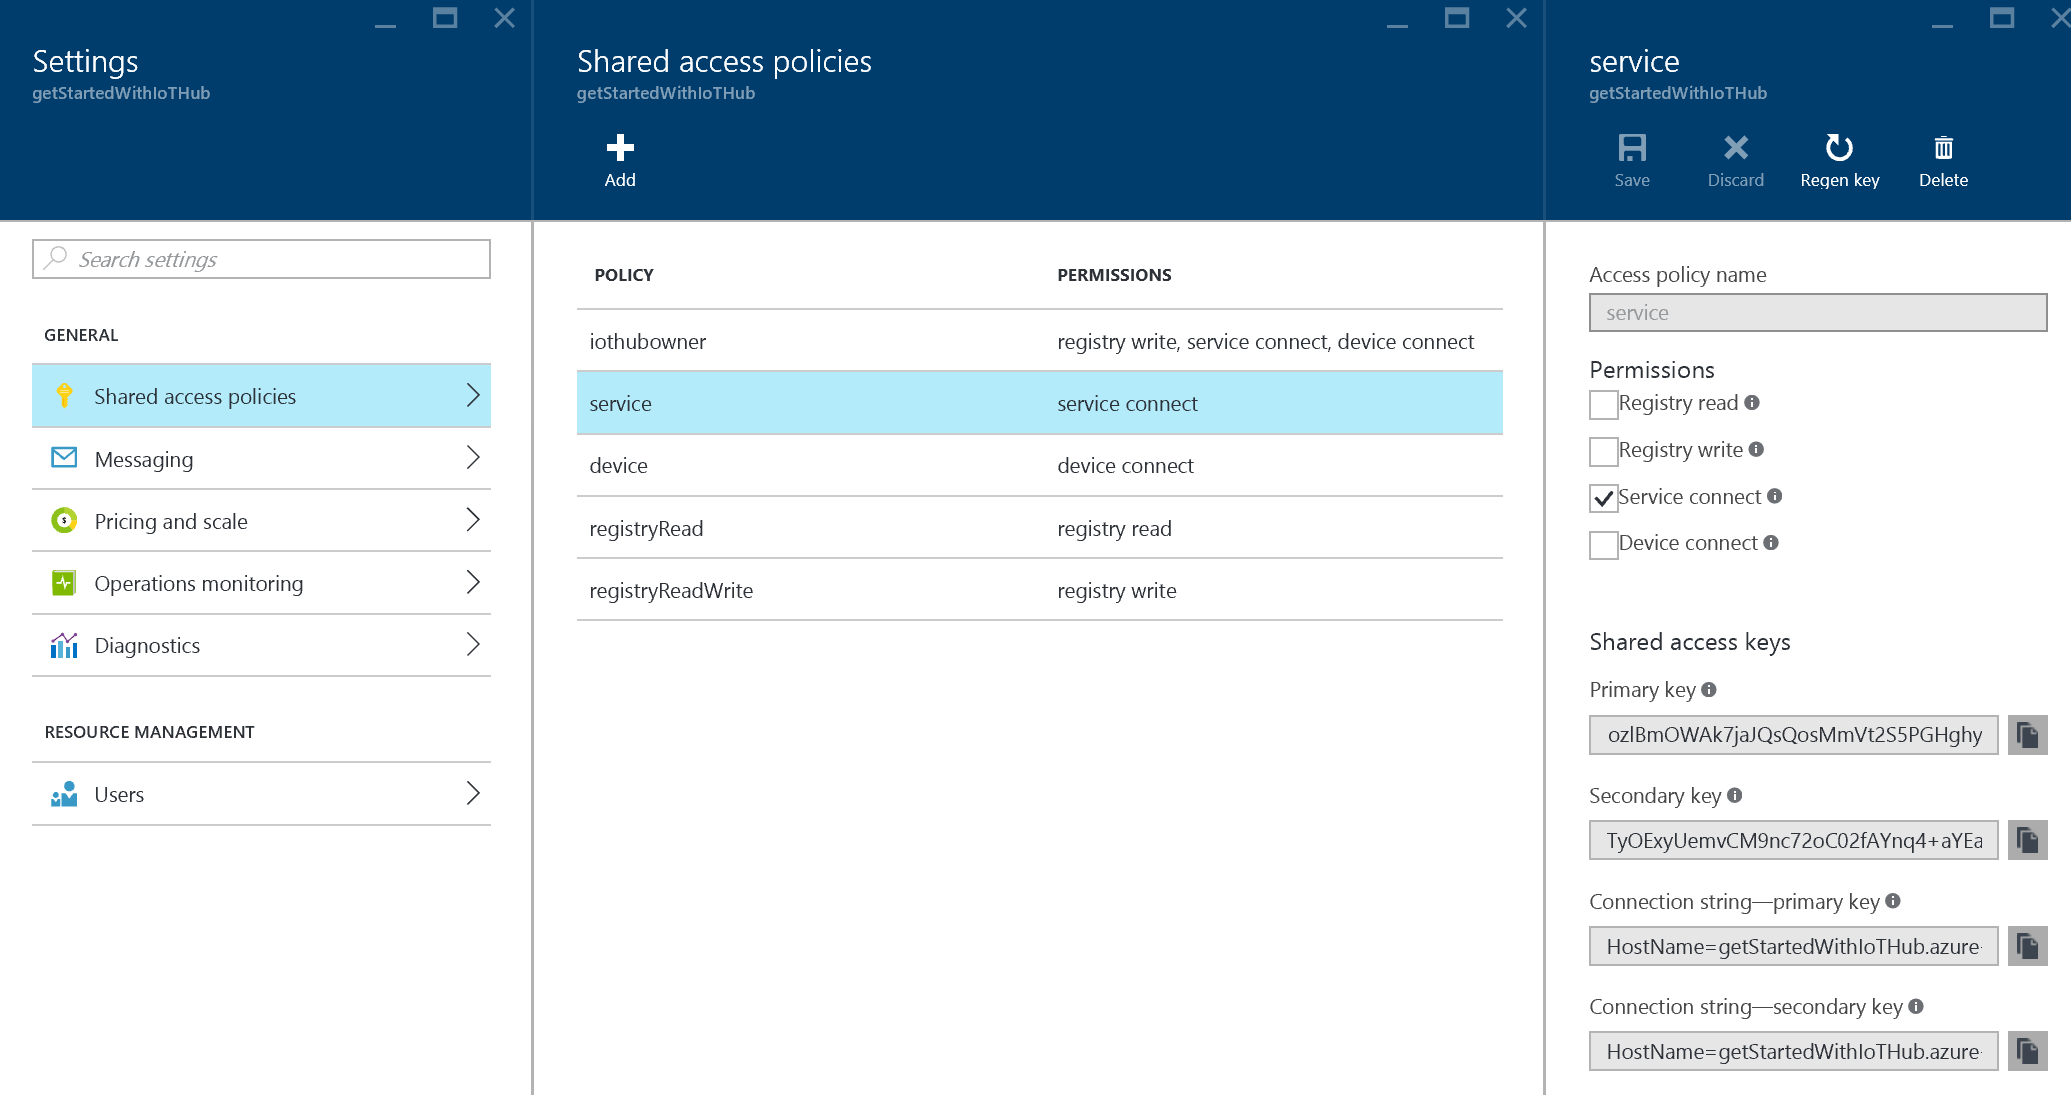 Settings
getStartedWithIoTHub
Search settings
GENERAL
Shared access policies
Messaging
Pricing and scale
Operations monitoring
Diagnostics
RESOURCE MANAGEMENT
Users
Shared access policies
getStartedWithIoTHub
Add
POLICY PERMISSIONS
iothubowner registry write, service connect, device connect
service service connect
device device connect
registryRead registry read
registryReadWrite registry write
service
getStartedWithIoTHub
Save Discard Regen key Delete
Access policy name
service
Permissions
Registry read
Registry write
Service connect
Device connect
Shared access keys
Primary key
ozlBmOWAk7jaJQsQosMmVt2S5PGHghy
Secondary key
TyOExyUemvCM9nc72oC02fAYnq4+aYEa
Connection string—primary key
HostName=getStartedWithIoTHub.azure-
Connection string—secondary key
HostName=getStartedWithIoTHub.azure-